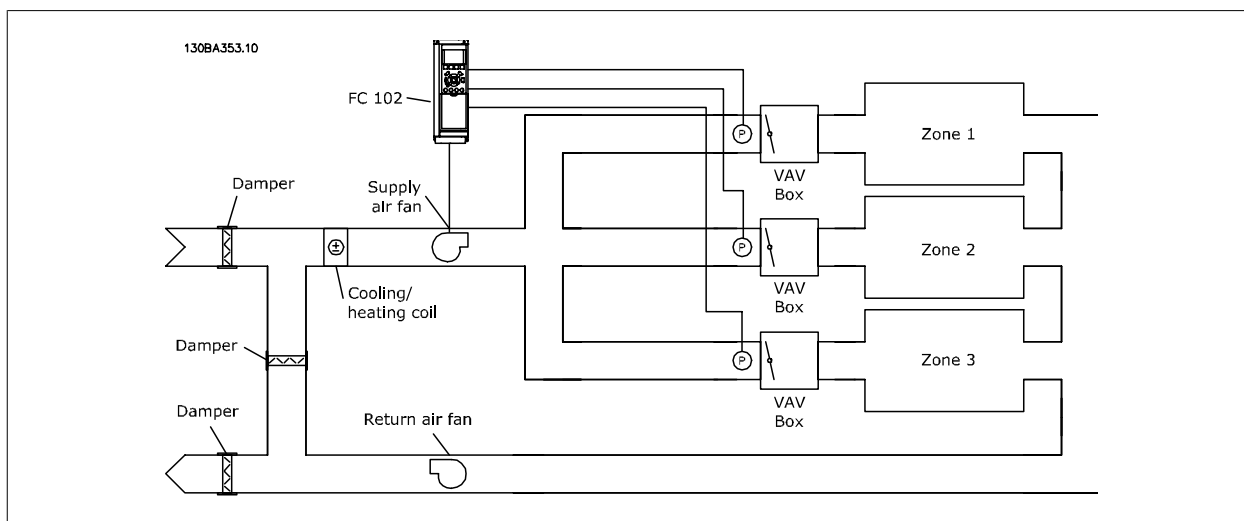 130BA353.10
FC 102
Damper
Supply
air fan
Cooling/
heating coil
Damper
Damper
Return air fan
P
VAV
Box
Zone 1
P
VAV
Box
Zone 2
P
VAV
Box
Zone 3